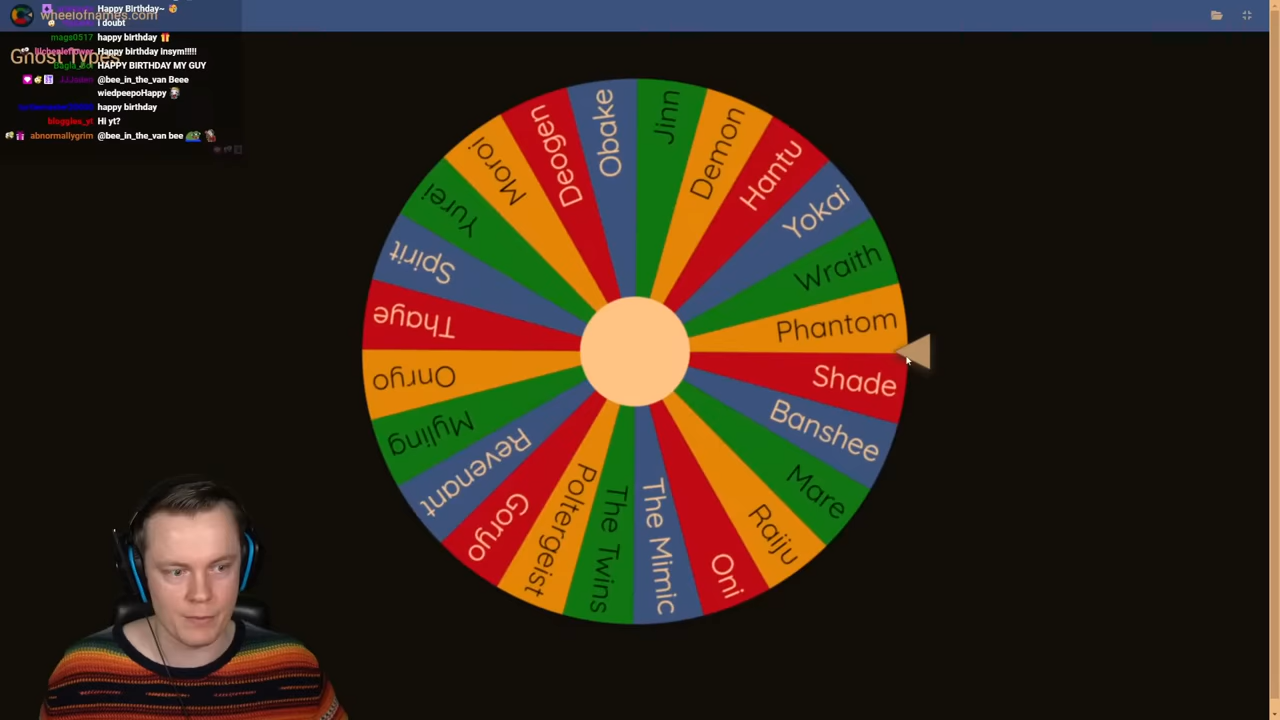 wheelofnames.com
Happy Birthday~
I doubt
mags0517 happy birthday
Happy birthday insym!!!!!
Ghost Types
HAPPY BIRTHDAY MY GUY
@bee_in_the_van Beee
wiedpeepoHappy
happy birthday
bloggles_yt Hi yt?
abnormallygrim @bee_in_the_van bee
Obake
Jinn
Demon
Hantu
Yokai
Wraith
Phantom
Shade
Banshee
Mare
Raiju
Oni
The Mimic
The Twins
Poltergeist
Goryo
Revenant
Myling
Onryo
Thaye
Spirit
Yurei
Moroi
Deogen